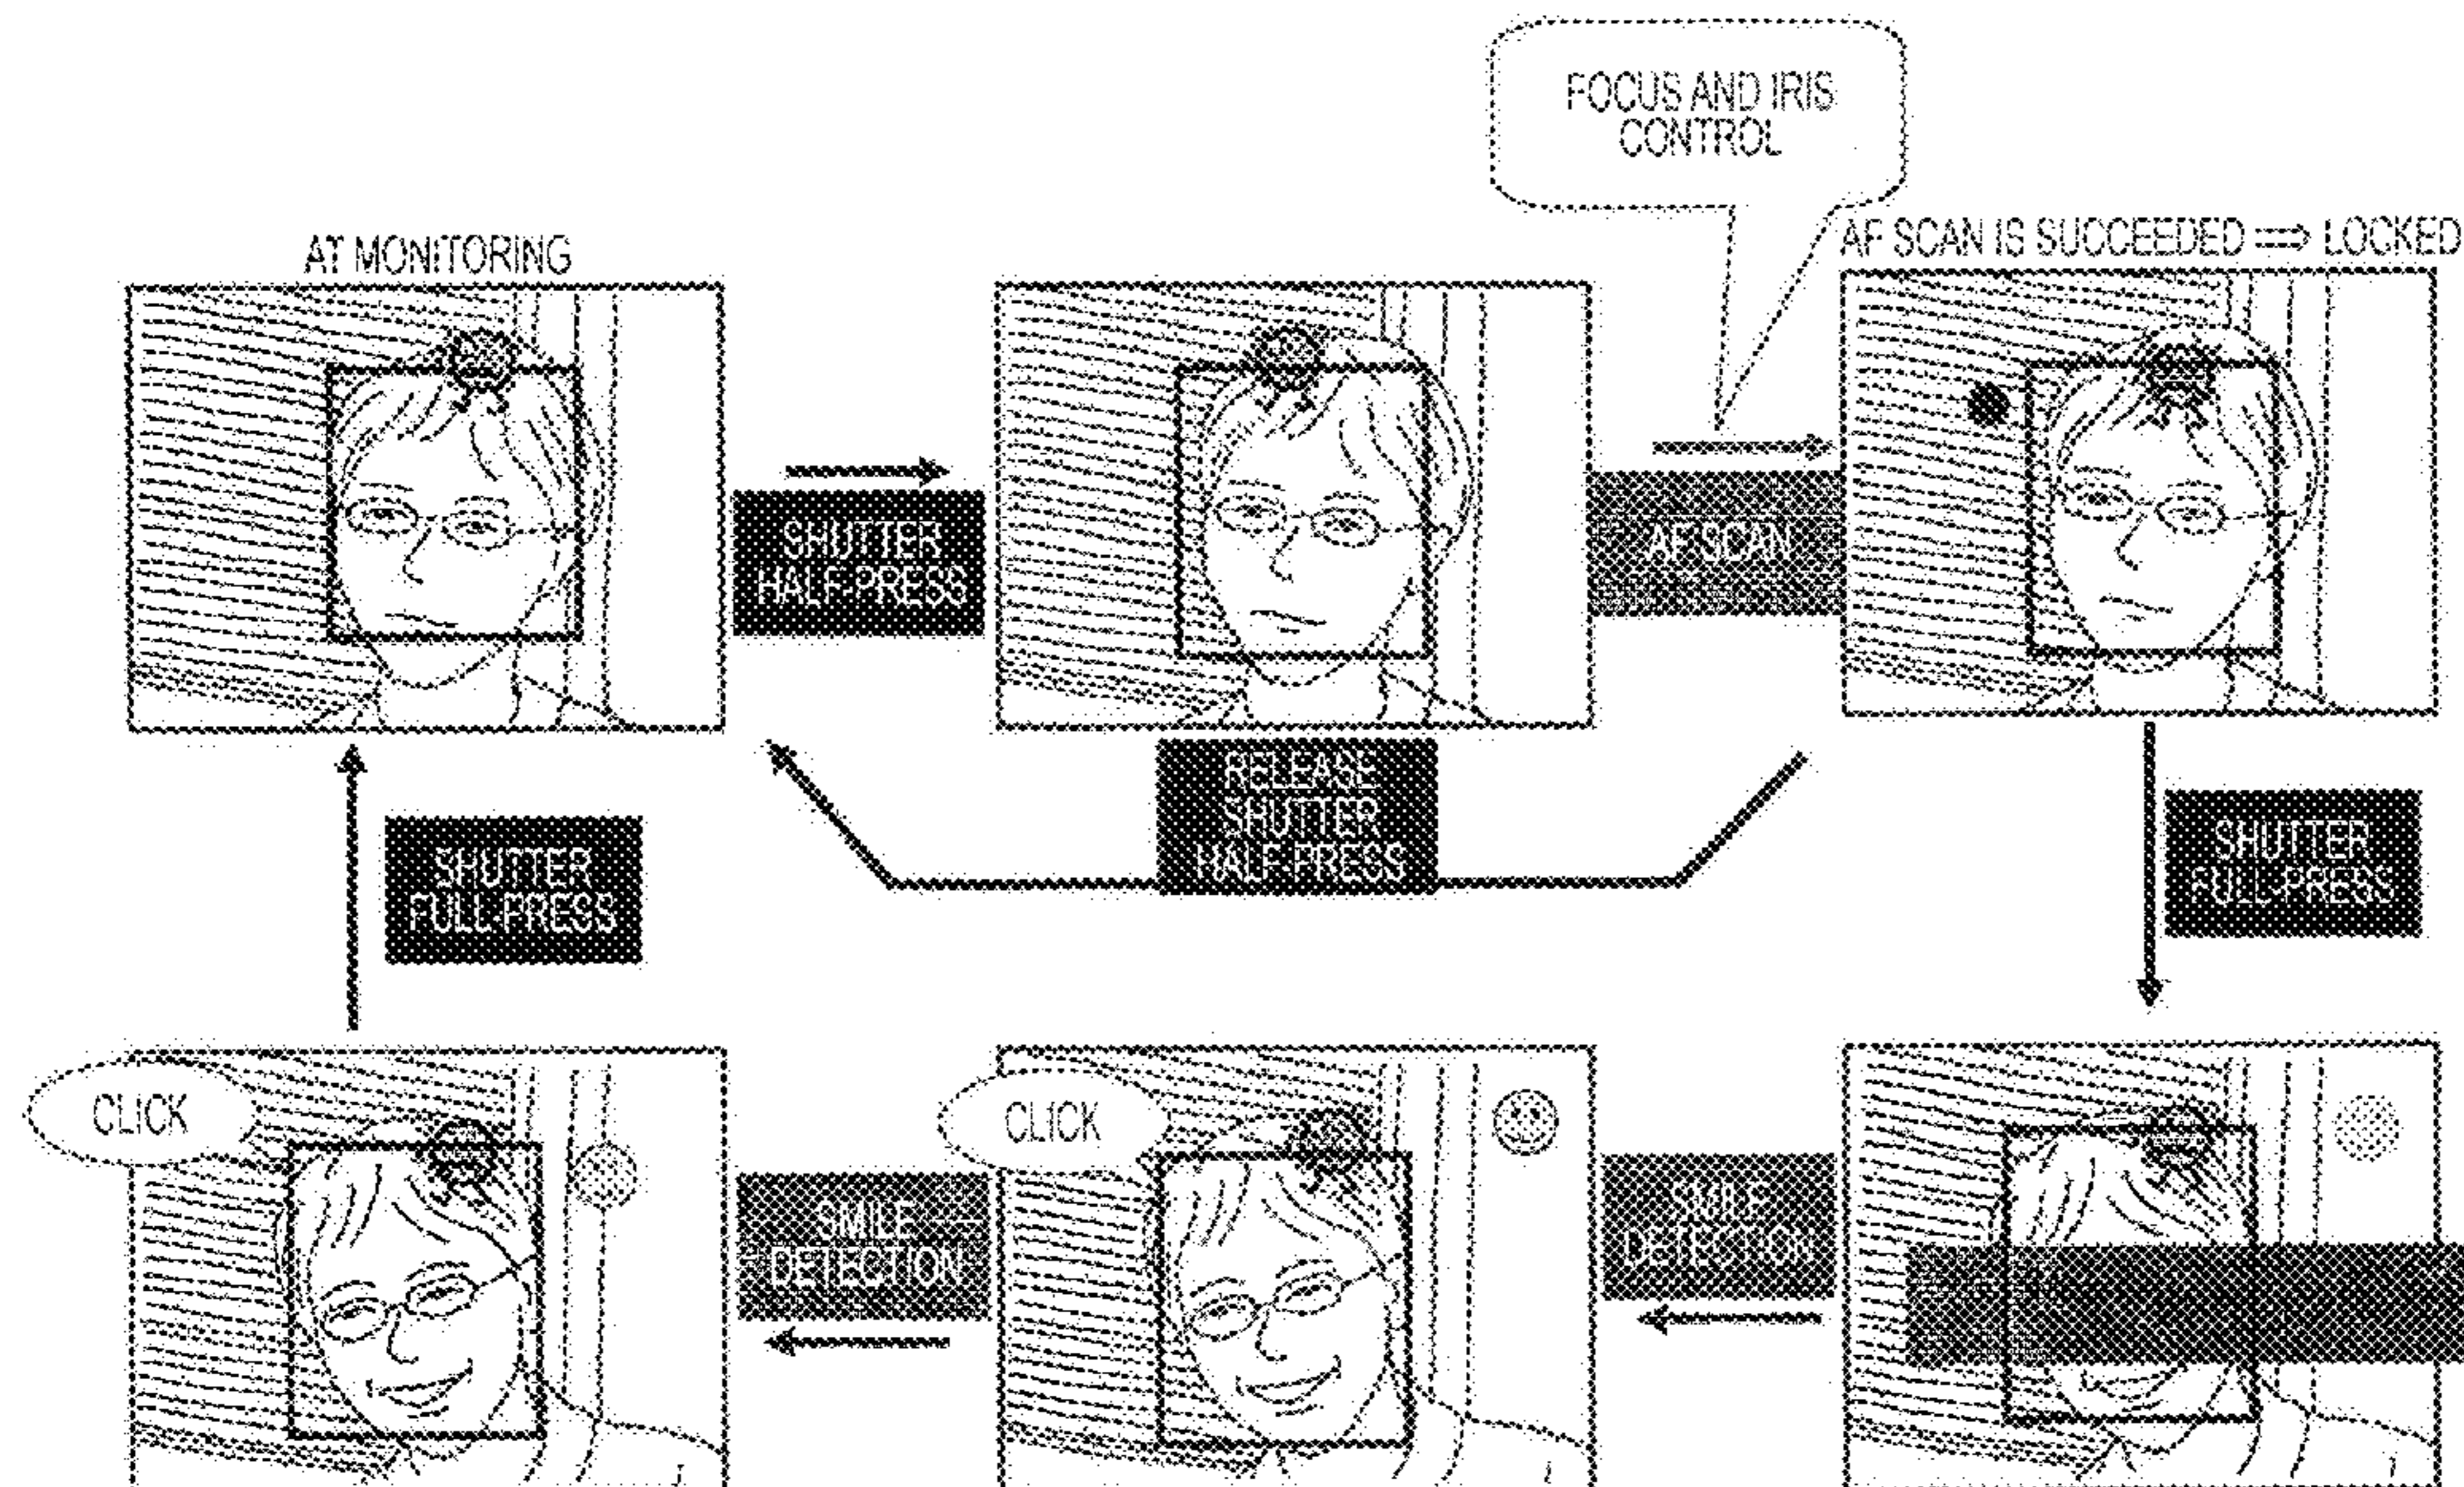 FOCUS AND IRIS
CONTROL
AT MONITORING
AF SCAN IS SUCCEEDED ⇒ LOCKED
SHUTTER
HALF-PRESS
AF SCAN
RELEASE
SHUTTER
HALF-PRESS
SHUTTER
FULL-PRESS
SHUTTER
FULL-PRESS
CLICK
CLICK
SMILE
DETECTION
SMILE
DETECTION